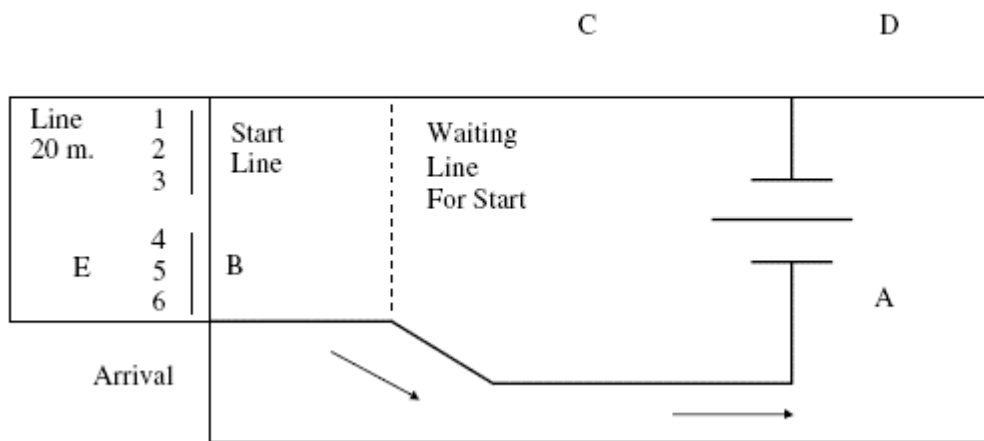 C
D
Line
20 m.
1
2
3
Start
Line
Waiting
Line
For Start
4
5
6
E
B
A
Arrival